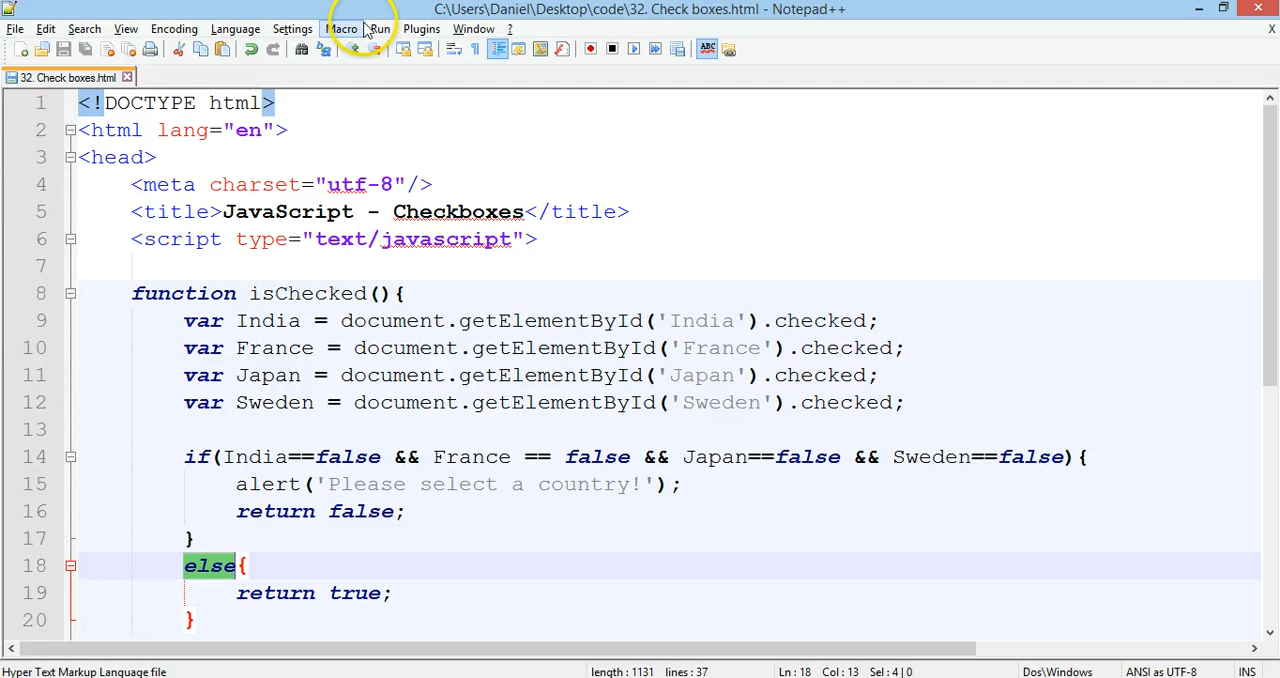 C:\Users\Daniel\Desktop\code\32. Check boxes.html - Notepad++
File Edit Search View Encoding Language Settings Macro Run Plugins Window ? X
ABC
32. Check boxes.html
1 <!DOCTYPE html>
2 <html lang="en">
3 <head>
4 <meta charset="utf-8"/>
5 <title>JavaScript - Checkboxes</title>
6 <script type="text/javascript">
7
8 function isChecked(){
9 var India = document.getElementById('India').checked;
10 var France = document.getElementById('France').checked;
11 var Japan = document.getElementById('Japan').checked;
12 var Sweden = document.getElementById('Sweden').checked;
13
14 if(India==false && France == false && Japan==false && Sweden==false){
15 alert('Please select a country!');
16 return false;
17 }
18 else{
19 return true;
20 }
Hyper Text Markup Language file length : 1131 lines : 37 Ln : 18 Col : 13 Sel : 4 | 0 Dos\Windows ANSI as UTF-8 INS